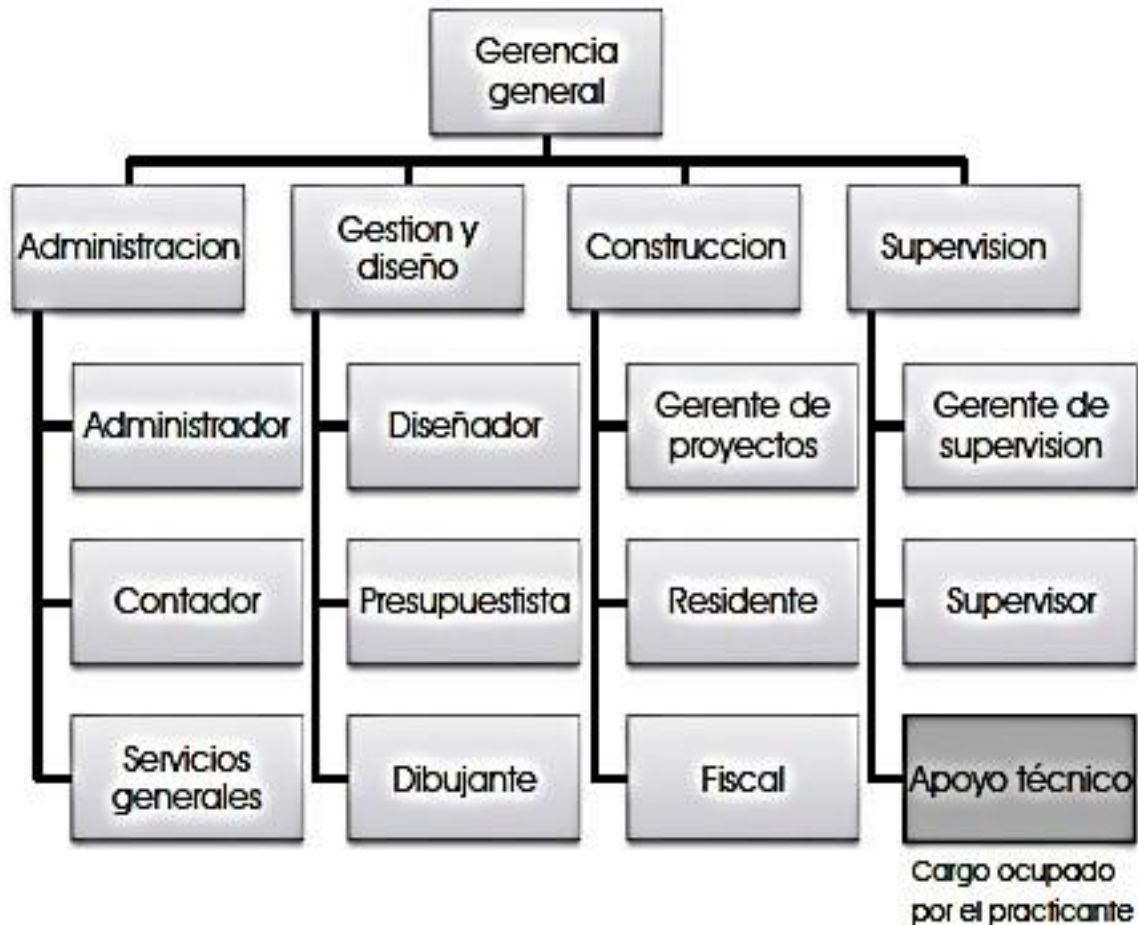 Gerencia
general
Administracion
Gestion y
diseño
Construccion
Supervision
Administrador
Diseñador
Gerente de
proyectos
Gerente de
supervision
Contador
Presupuestista
Residente
Supervisor
Servicios
generales
Dibujante
Fiscal
Apoyo técnico
Cargo ocupado
por el practicante